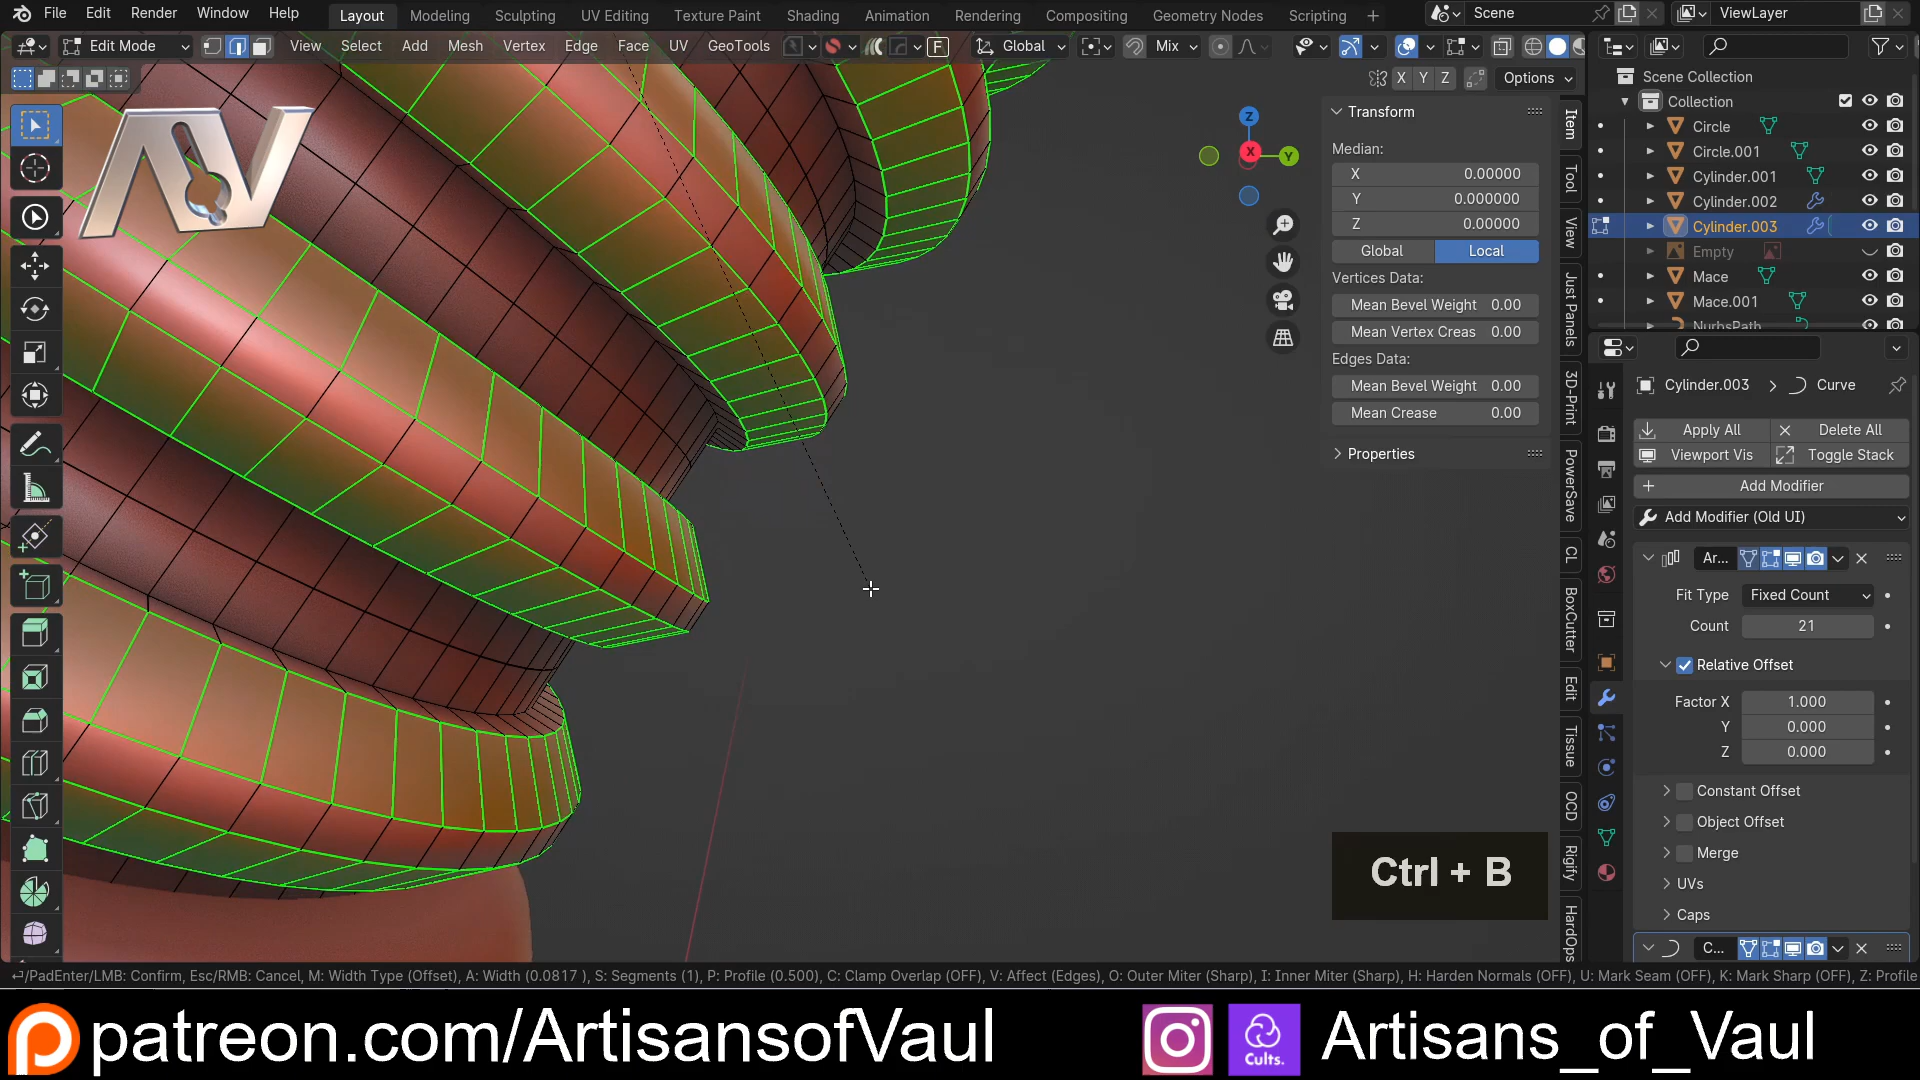 File Edit Render Window Help Layout Modeling Sculpting UV Editing Texture Paint Shading Animation Rendering Compositing Geometry Nodes Scripting + Scene ViewLayer
Edit Mode View Select Add Mesh Vertex Edge Face UV GeoTools F Global Mix
X Y Z Options
Z
X
Y
Transform
Median:
X 0.00000
Y 0.000000
Z 0.00000
Global Local
Vertices Data:
Mean Bevel Weight 0.00
Mean Vertex Creas 0.00
Edges Data:
Mean Bevel Weight 0.00
Mean Crease 0.00
Properties
Item
Tool
View
Just Panels
3D-Print
PowerSave
CL
BoxCutter
Edit
Tissue
OCD
Rigify
HardOps
Scene Collection
Collection
Circle
Circle.001
Cylinder.001
Cylinder.002
Cylinder.003
Empty
Mace
Mace.001
NurbsPath
Cylinder.003 > Curve
Apply All Delete All
Viewport Vis Toggle Stack
Add Modifier
Add Modifier (Old UI)
Ar...
Fit Type Fixed Count
Count 21
Relative Offset
Factor X 1.000
Y 0.000
Z 0.000
Constant Offset
Object Offset
Merge
UVs
Caps
C...
AV
Ctrl + B
⏎/PadEnter/LMB: Confirm, Esc/RMB: Cancel, M: Width Type (Offset), A: Width (0.0817 ), S: Segments (1), P: Profile (0.500), C: Clamp Overlap (OFF), V: Affect (Edges), O: Outer Miter (Sharp), I: Inner Miter (Sharp), H: Harden Normals (OFF), U: Mark Seam (OFF), K: Mark Sharp (OFF), Z: Profile
patreon.com/ArtisansofVaul
Cults.
Artisans_of_Vaul